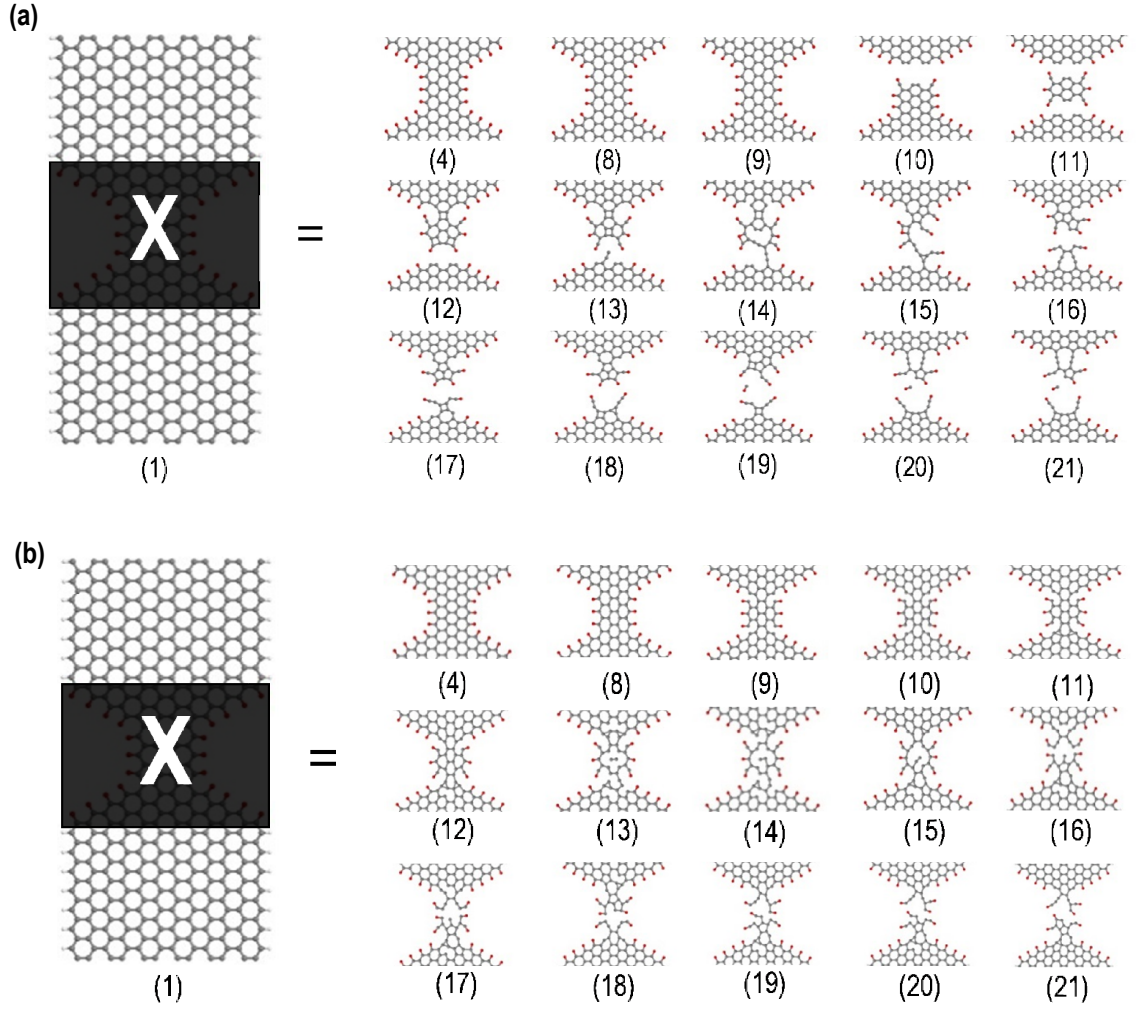 (a)
X
=
(1)
(4) (8) (9) (10) (11)
(12) (13) (14) (15) (16)
(17) (18) (19) (20) (21)
(b)
X
=
(1)
(4) (8) (9) (10) (11)
(12) (13) (14) (15) (16)
(17) (18) (19) (20) (21)